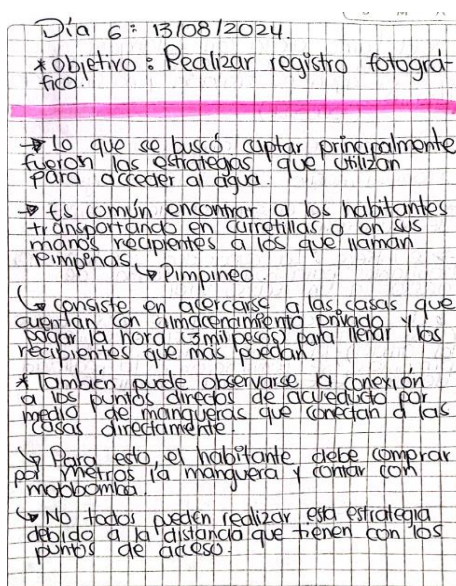 Día 6: 13/08/2024.
* Objetivo: Realizar registro fotográ-
fico.
→ lo que se buscó captar principalmente
fueron las estrategas que utilizan
para acceder al agua.
→ Es común encontrar a los habitantes
transportando en carretillas o en sus
manos recipientes a los que llaman
Pimpinas ↳ Pimpineo.
↳ consiste en acercarse a las casas que
cuentan con almacenamiento privado y
pagar la hora (3 mil pesos) para llenar los
recipientes que más puedan.
* También puede observarse la conexión
a los puntos directos de acueducto por
medio de mangueras que conectan a las
casas directamente.
↳ Para esto, el habitante debe comprar
por metros la manguera y contar con
motobomba.
↳ No todos pueden realizar esta estrategia
debido a la distancia que tienen con los
puntos de acceso.